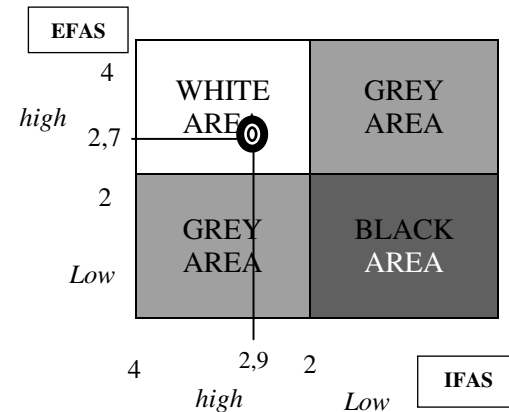 EFAS
4
WHITE
AREA
GREY
AREA
high
2,7
2
GREY
AREA
BLACK
AREA
Low
4
2,9
2
high
Low
IFAS